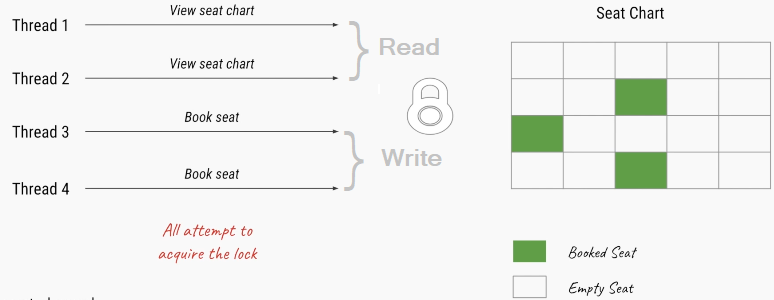 View seat chart
Thread 1
Read
View seat chart
Thread 2
Book seat
Thread 3
Write
Book seat
Thread 4
All attempt to
acquire the lock
Seat Chart
Booked Seat
Empty Seat